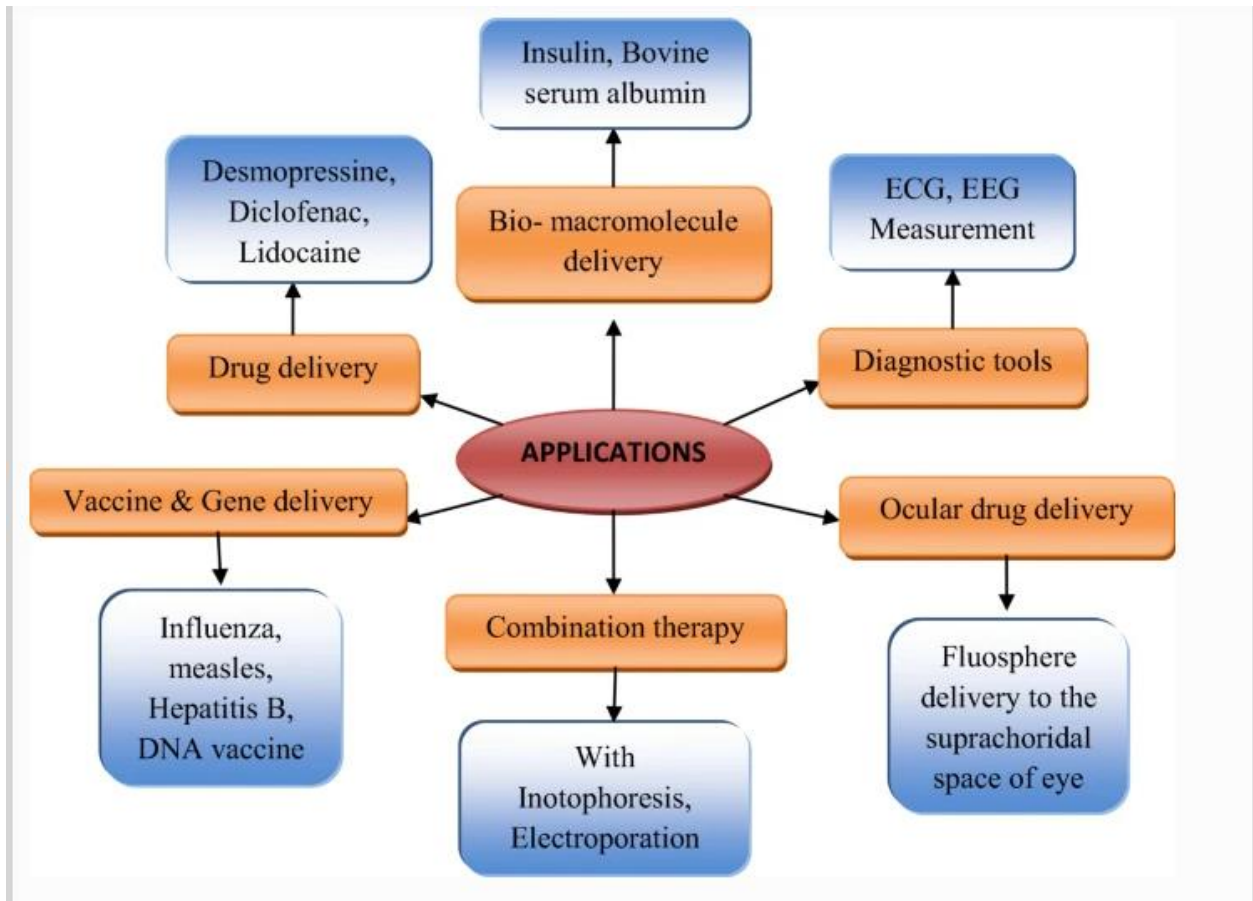 Insulin, Bovine
serum albumin
Desmopressine,
Diclofenac,
Lidocaine
Bio- macromolecule
delivery
ECG, EEG
Measurement
Drug delivery
Diagnostic tools
APPLICATIONS
Vaccine & Gene delivery
Ocular drug delivery
Influenza,
measles,
Hepatitis B,
DNA vaccine
Combination therapy
With
Inotophoresis,
Electroporation
Fluosphere
delivery to the
suprachoridal
space of eye